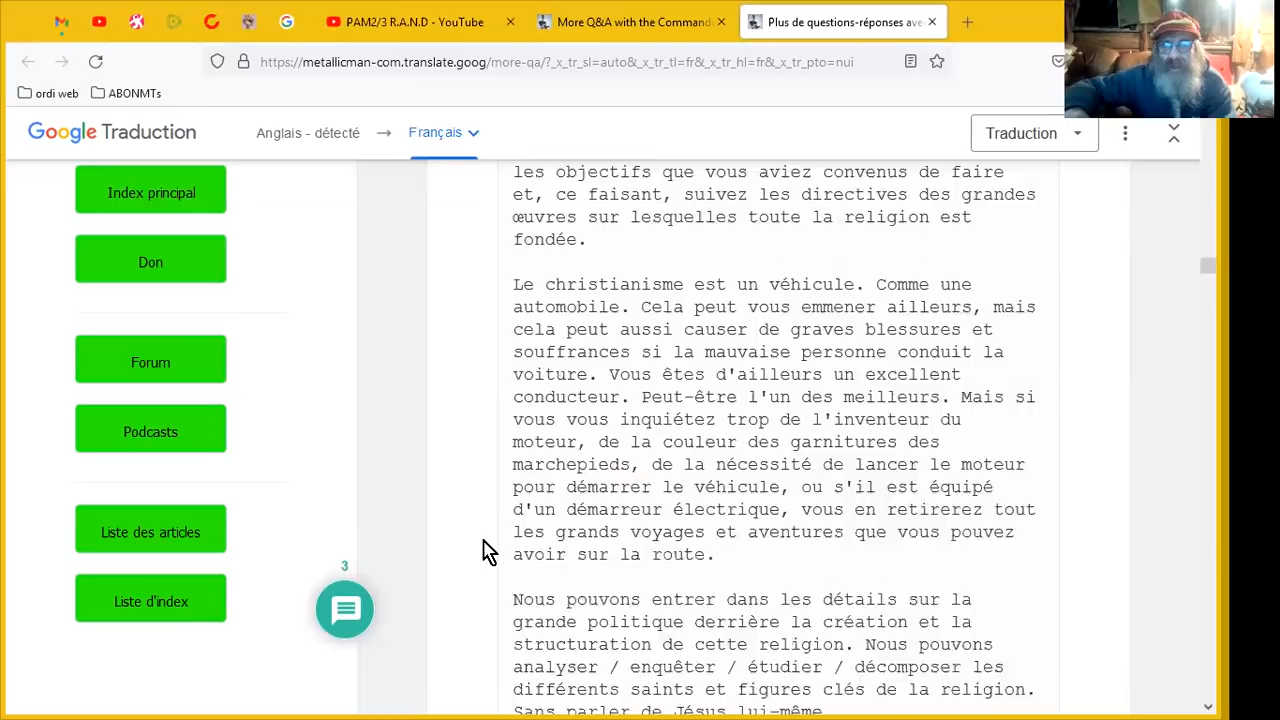 PAM2/3 R.A.N.D - YouTube
More Q&A with the Command
Plus de questions-réponses ave
https://metallicman-com.translate.goog/more-qa/?_x_tr_sl=auto&_x_tr_tl=fr&_x_tr_hl=fr&_x_tr_pto=nui
ordi web
ABONMTs
Google Traduction
Anglais - détecté
Français
Traduction
Index principal
Don
Forum
Podcasts
Liste des articles
Liste d'index
3
les objectifs que vous aviez convenus de faire
et, ce faisant, suivez les directives des grandes
œuvres sur lesquelles toute la religion est
fondée.
Le christianisme est un véhicule. Comme une
automobile. Cela peut vous emmener ailleurs, mais
cela peut aussi causer de graves blessures et
souffrances si la mauvaise personne conduit la
voiture. Vous êtes d'ailleurs un excellent
conducteur. Peut-être l'un des meilleurs. Mais si
vous vous inquiétez trop de l'inventeur du
moteur, de la couleur des garnitures des
marchepieds, de la nécessité de lancer le moteur
pour démarrer le véhicule, ou s'il est équipé
d'un démarreur électrique, vous en retirerez tout
les grands voyages et aventures que vous pouvez
avoir sur la route.
Nous pouvons entrer dans les détails sur la
grande politique derrière la création et la
structuration de cette religion. Nous pouvons
analyser / enquêter / étudier / décomposer les
différents saints et figures clés de la religion.
Sans parler de Jésus lui-même